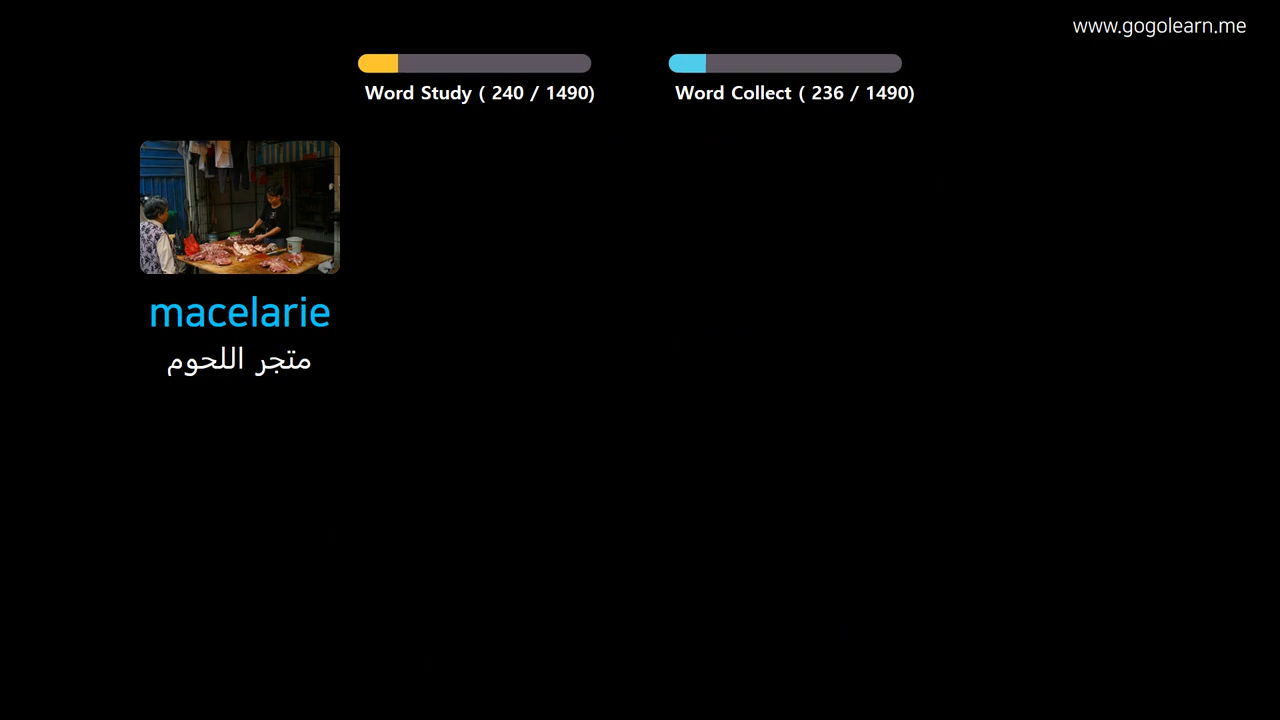 www.gogolearn.me
Word Study ( 240 / 1490)
Word Collect ( 236 / 1490)
macelarie
متجر اللحوم